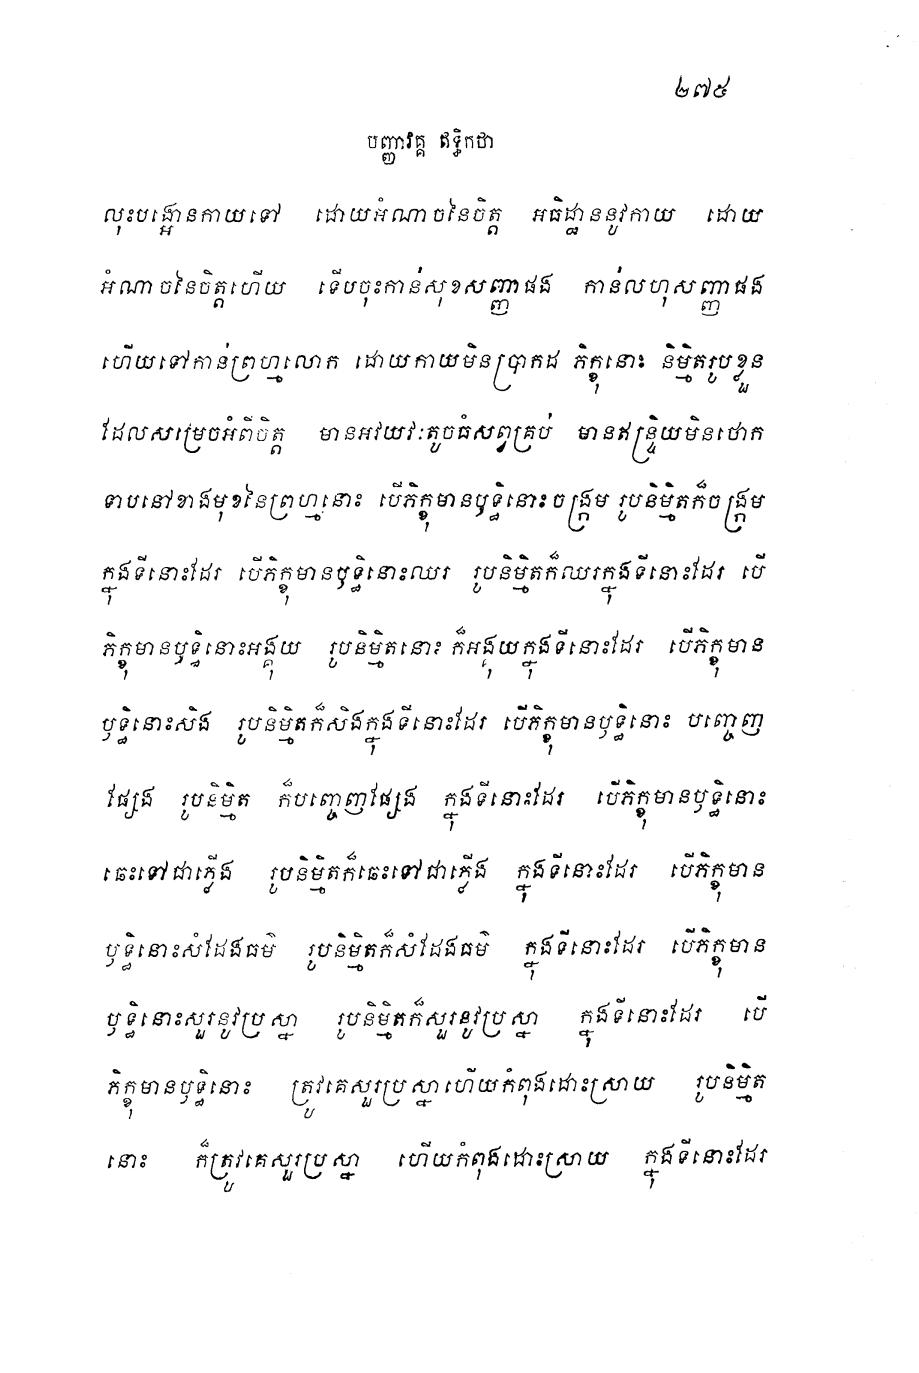 ២៧៥
បញ្ញាវគ្គ ឥទ្ធិកថា
លុះបង្អោនកាយទៅ ដោយអំណាចនៃចិត្ត អធិដ្ឋាននូវកាយ ដោយ
អំណាចនៃចិត្តហើយ ទើបចុះកាន់សុខសញ្ញាផង កាន់លហុសញ្ញាផង
ហើយទៅកាន់ព្រហ្មលោក ដោយកាយមិនប្រាកដ ភិក្ខុនោះ និម្មិតរូបខ្លួន
ដែលសម្រេចអំពីចិត្ត មានអវយវៈតូចធំសព្វគ្រប់ មានឥន្ទ្រិយមិនថោក
ទាបនៅខាងមុខនៃព្រហ្មនោះ បើភិក្ខុមានឫទ្ធិនោះចង្ក្រម រូបនិម្មិតក៏ចង្ក្រម
ក្នុងទីនោះដែរ បើភិក្ខុមានឫទ្ធិនោះឈរ រូបនិម្មិតក៏ឈរក្នុងទីនោះដែរ បើ
ភិក្ខុមានឫទ្ធិនោះអង្គុយ រូបនិម្មិតនោះ ក៏អង្គុយក្នុងទីនោះដែរ បើភិក្ខុមាន
ឫទ្ធិនោះសិង រូបនិម្មិតក៏សិងក្នុងទីនោះដែរ បើភិក្ខុមានឫទ្ធិនោះ បញ្ចេញ
ផ្សែង រូបនិម្មិត ក៏បញ្ចេញផ្សែង ក្នុងទីនោះដែរ បើភិក្ខុមានឫទ្ធិនោះ
ឆេះទៅជាភ្លើង រូបនិម្មិតក៏ឆេះទៅជាភ្លើង ក្នុងទីនោះដែរ បើភិក្ខុមាន
ឫទ្ធិនោះសំដែងធម៌ រូបនិម្មិតក៏សំដែងធម៌ ក្នុងទីនោះដែរ បើភិក្ខុមាន
ឫទ្ធិនោះសួរនូវប្រស្នា រូបនិម្មិតក៏សួរនូវប្រស្នា ក្នុងទីនោះដែរ បើ
ភិក្ខុមានឫទ្ធិនោះ ត្រូវគេសួរប្រស្នាហើយកំពុងដោះស្រាយ រូបនិម្មិត
នោះ ក៏ត្រូវគេសួរប្រស្នា ហើយកំពុងដោះស្រាយ ក្នុងទីនោះដែរ